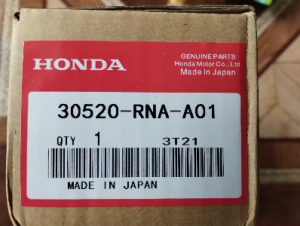 GENUINE PARTS
Honda Motor Co., Ltd
Made in Japan
HONDA
30520-RNA-A01
QTY 1 3T21
MADE IN JAPAN